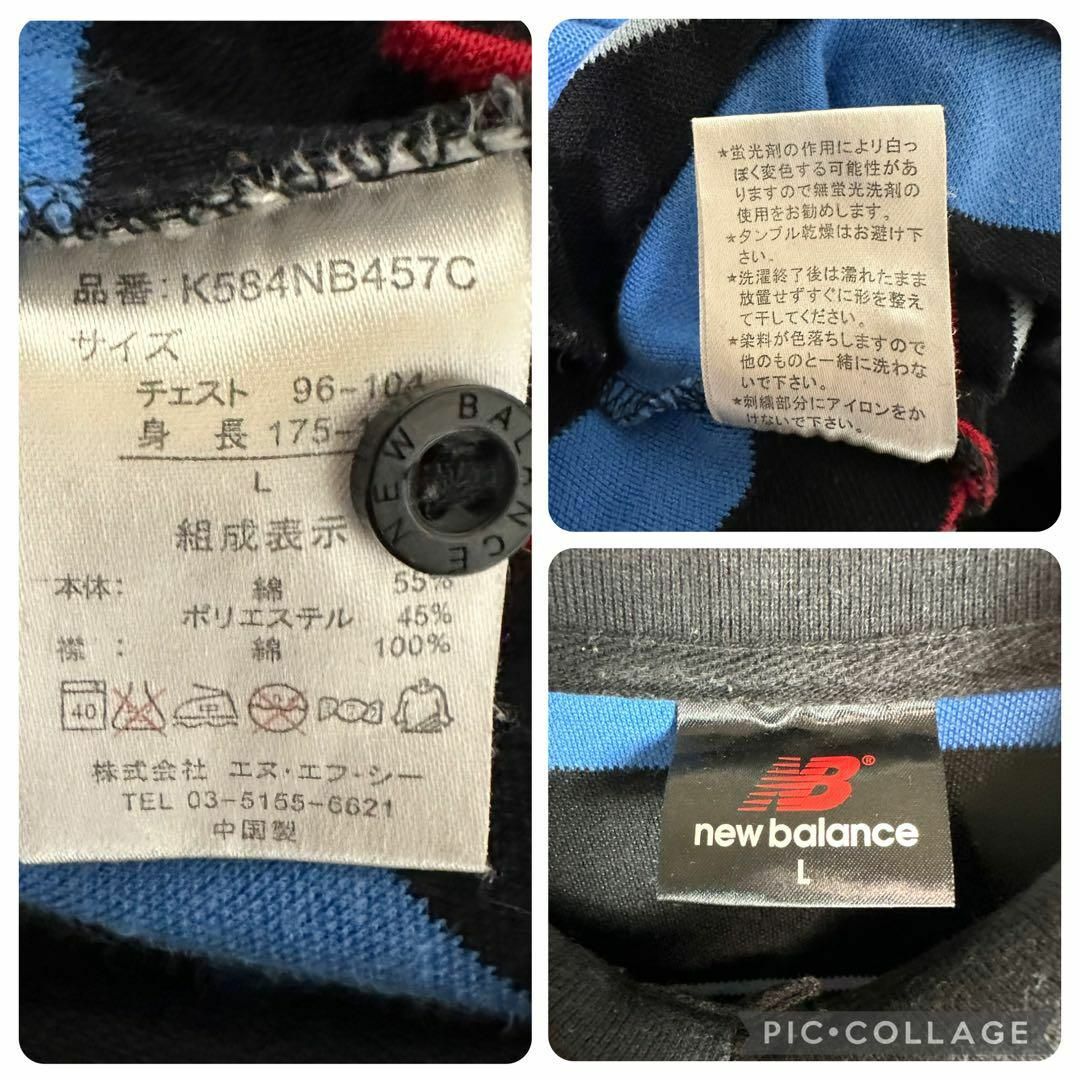 品番:K584NB457C
サイズ
チェスト 96-104
身 長 175-
L
組成表示
本体: 綿 55%
ポリエステル 45%
襟: 綿 100%
40 中
株式会社 エヌ・エフ・シー
TEL 03-5155-6621
中国製
NEW BALANCE
★蛍光剤の作用により白っ
ぽく変色する可能性があ
りますので無蛍光洗剤の
使用をお勧めします。
★タンブル乾燥はお避け下
さい。
★洗濯終了後は濡れたまま
放置せずすぐに形を整え
て干してください。
★染料が色落ちしますので
他のものと一緒に洗わな
いで下さい。
★刺繍部分にアイロンをか
けないで下さい。
NB®
new balance
L
PIC•COLLAGE